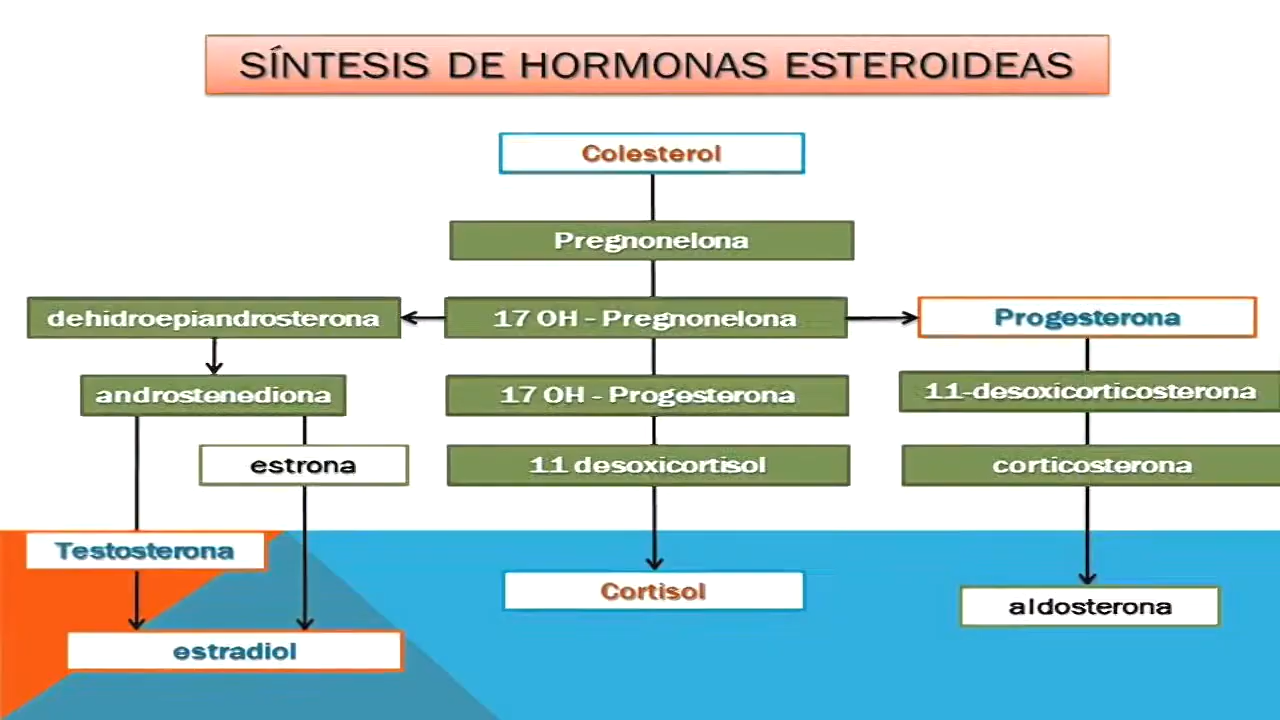 SÍNTESIS DE HORMONAS ESTEROIDEAS
Colesterol
Pregnonelona
dehidroepiandrosterona
17 OH - Pregnonelona
Progesterona
androstenediona
17 OH - Progesterona
11-desoxicorticosterona
estrona
11 desoxicortisol
corticosterona
Testosterona
Cortisol
aldosterona
estradiol